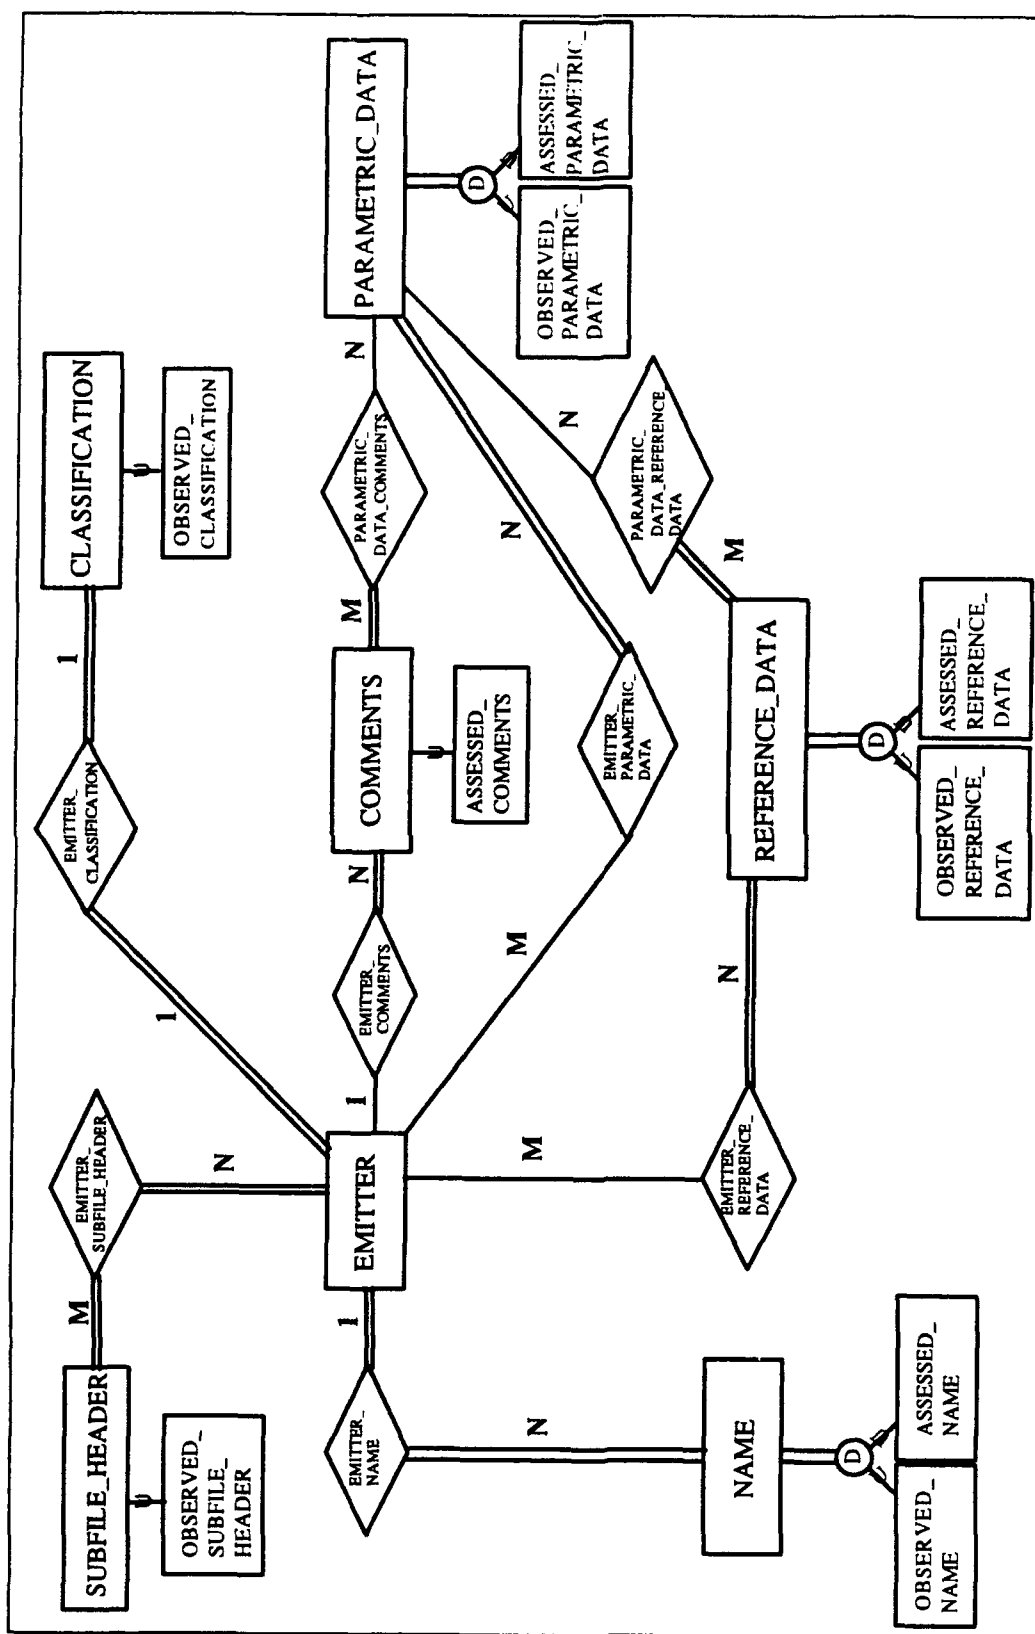 SUBFILE_HEADER
OBSERVED_
SUBFILE_
HEADER
M
EMITTER_
SUBFILE_HEADER
N
1
EMITTER_
CLASSIFICATION
1
CLASSIFICATION
OBSERVED_
CLASSIFICATION
EMITTER_
NAME
1
EMITTER
1
EMITTER_
COMMENTS
N
COMMENTS
ASSESSED_
COMMENTS
M
PARAMETRIC_
DATA_COMMENTS
N
PARAMETRIC_DATA
D
OBSERVED_
PARAMETRIC_
DATA
ASSESSED_
PARAMETRIC_
DATA
M
EMITTER_
PARAMETRIC_
DATA
N
N
NAME
D
OBSERVED_
NAME
ASSESSED_
NAME
M
EMITTER_
REFERENCE_
DATA
N
REFERENCE_DATA
D
OBSERVED_
REFERENCE_
DATA
ASSESSED_
REFERENCE_
DATA
M
PARAMETRIC_
DATA_REFERENCE_
DATA
N